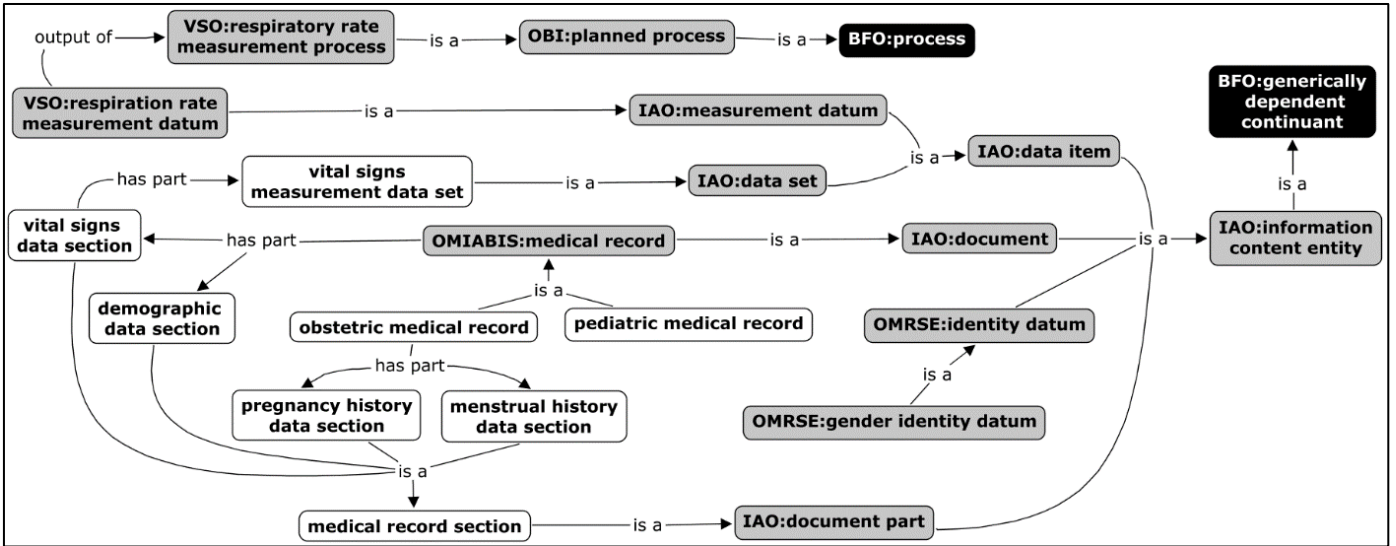 output of
VSO:respiratory rate
measurement process
is a
OBI:planned process
is a
BFO:process
VSO:respiration rate
measurement datum
is a
IAO:measurement datum
BFO:generically
dependent
continuant
is a
IAO:data item
has part
vital signs
measurement data set
is a
IAO:data set
is a
vital signs
data section
has part
OMIABIS:medical record
is a
IAO:document
is a
IAO:information
content entity
demographic
data section
is a
obstetric medical record
pediatric medical record
OMRSE:identity datum
has part
is a
pregnancy history
data section
menstrual history
data section
OMRSE:gender identity datum
is a
medical record section
is a
IAO:document part